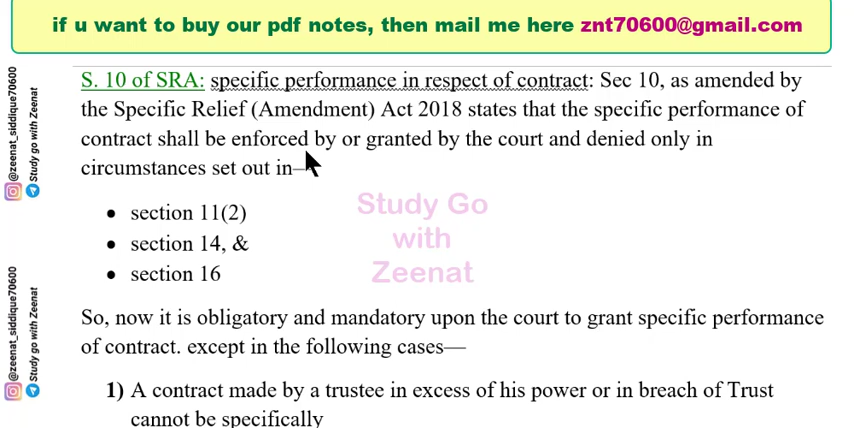 if u want to buy our pdf notes, then mail me here znt70600@gmail.com
S. 10 of SRA: specific performance in respect of contract: Sec 10, as amended by
the Specific Relief (Amendment) Act 2018 states that the specific performance of
contract shall be enforced by or granted by the court and denied only in
circumstances set out in—
• section 11(2)
• section 14, &
• section 16
So, now it is obligatory and mandatory upon the court to grant specific performance
of contract. except in the following cases—
1) A contract made by a trustee in excess of his power or in breach of Trust
cannot be specifically
Study Go
with
Zeenat
@zeenat_siddique70600
Study go with Zeenat
@zeenat_siddique70600
Study go with Zeenat